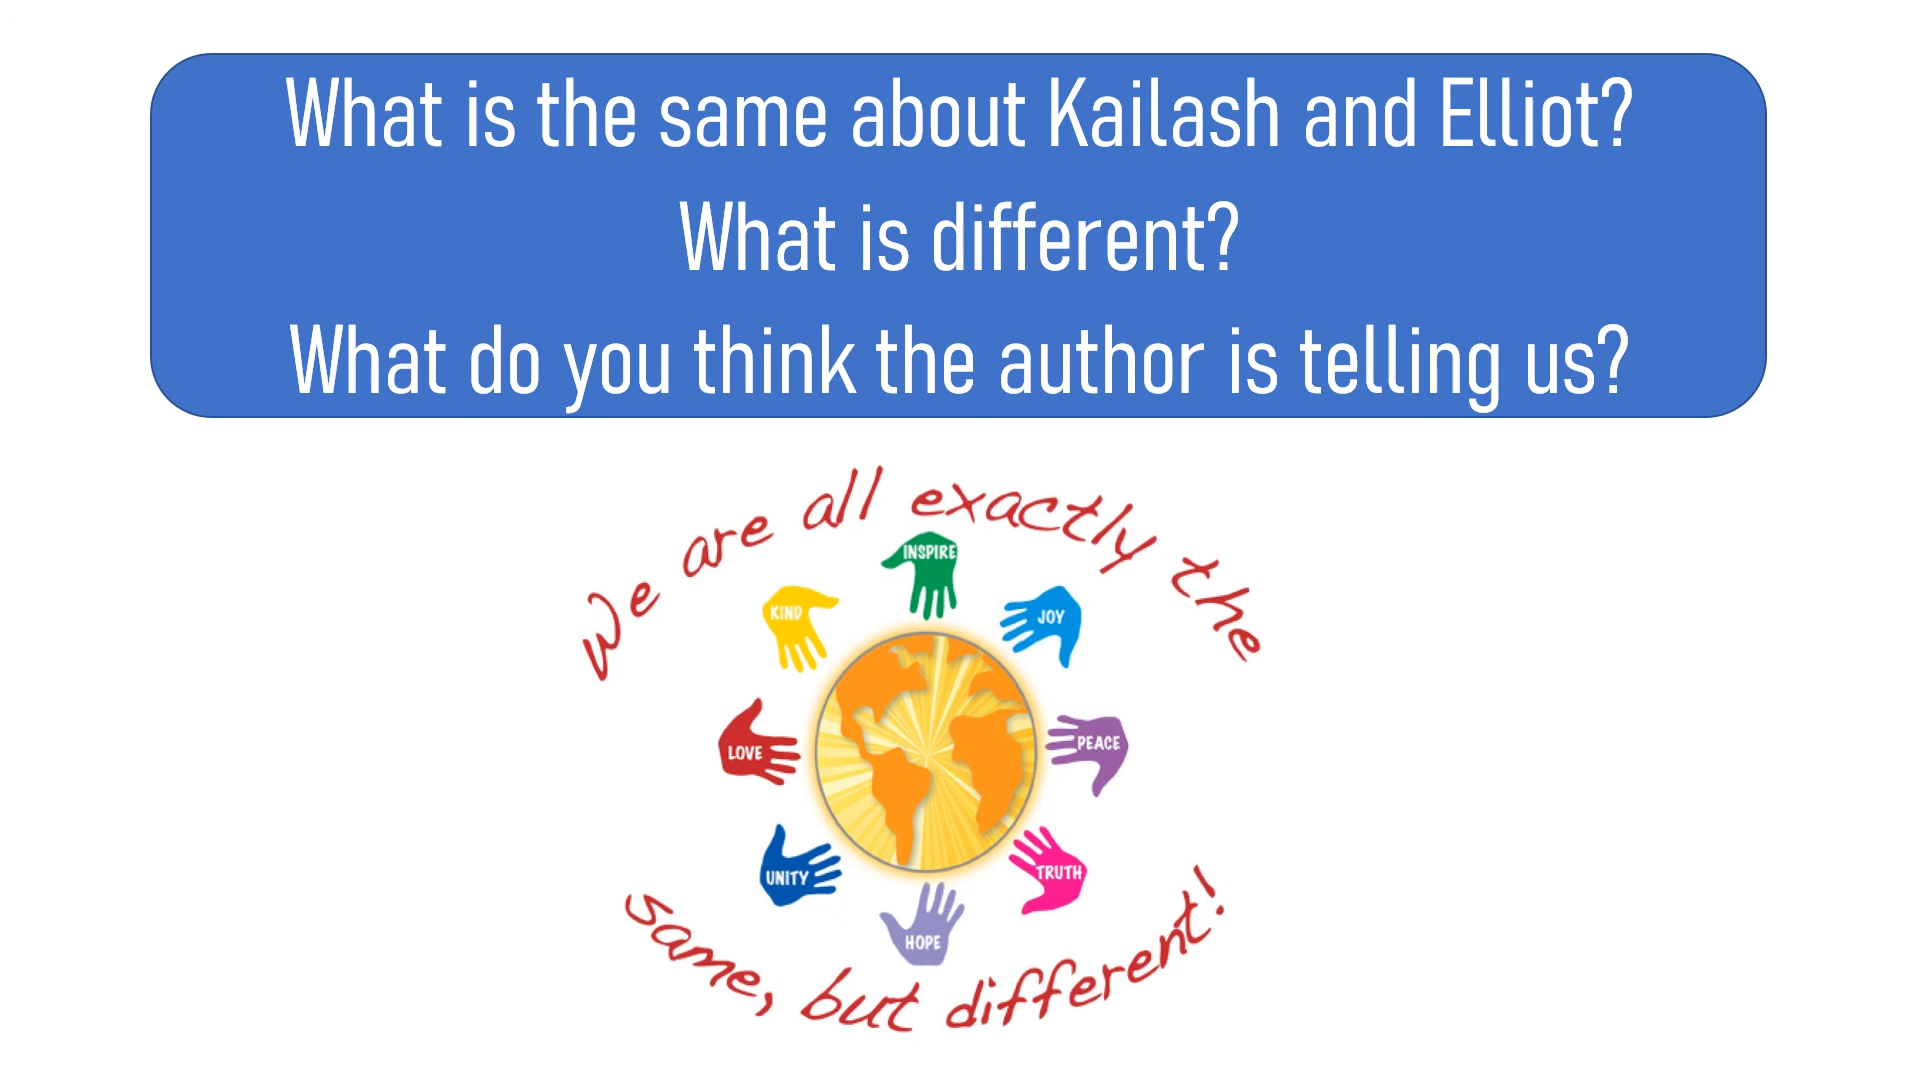 What is the same about Kailash and Elliot?
What is different?
What do you think the author is telling us?
We are all exactly the
INSPIRE
KIND
JOY
LOVE
PEACE
UNITY
TRUTH
HOPE
same, but different!